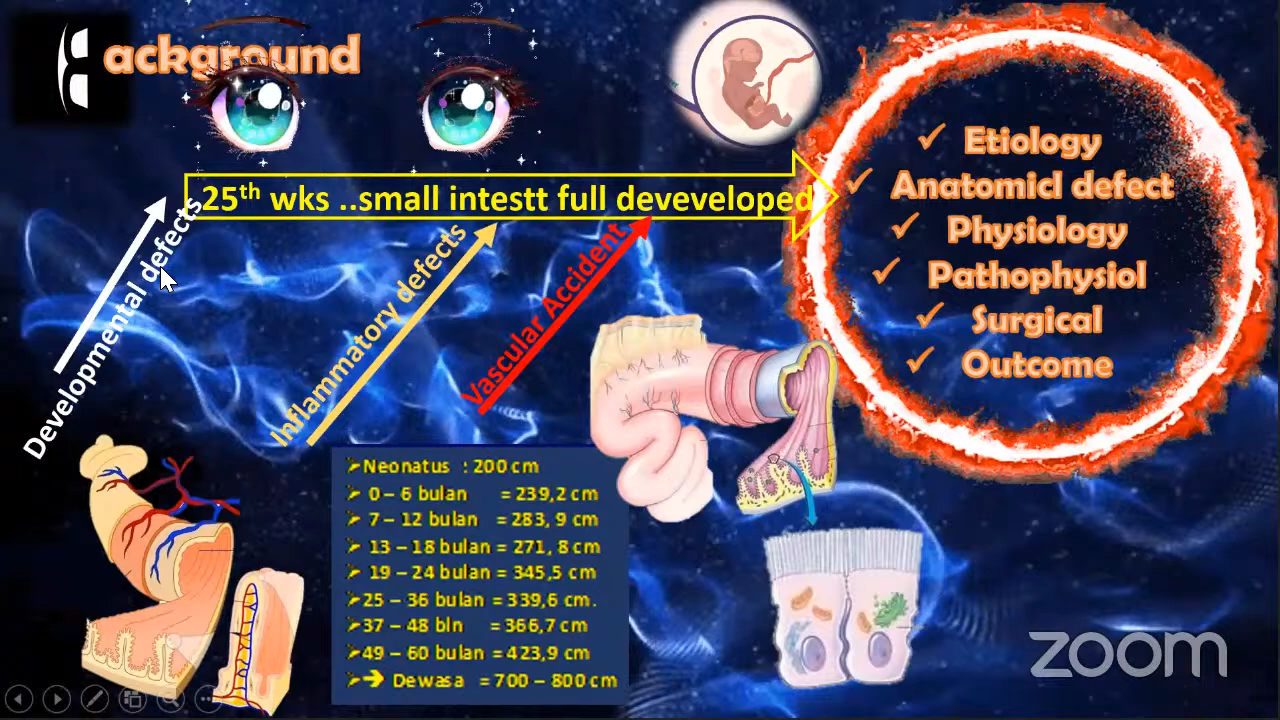 Background
25th wks ..small intestt full deveveloped
Developmental defects
Inflammatory defects
Vascular Accident
✓ Etiology
✓ Anatomicl defect
✓ Physiology
✓ Pathophysiol
✓ Surgical
✓ Outcome
➢Neonatus : 200 cm
➢ 0 – 6 bulan = 239,2 cm
➢ 7 – 12 bulan = 283, 9 cm
➢ 13 – 18 bulan = 271, 8 cm
➢ 19 – 24 bulan = 345,5 cm
➢25 – 36 bulan = 339,6 cm.
➢37 – 48 bln = 366,7 cm
➢49 – 60 bulan = 423,9 cm
➢➔ Dewasa = 700 – 800 cm
zoom